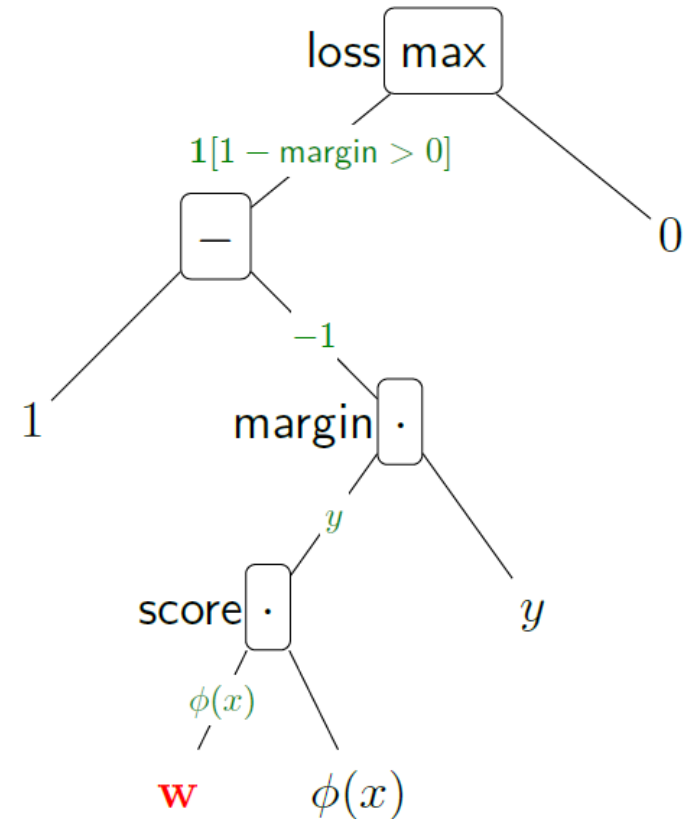 loss max
1[1 − margin > 0]
− 0
−1
1 margin ·
y
score · y
ϕ(x)
w ϕ(x)